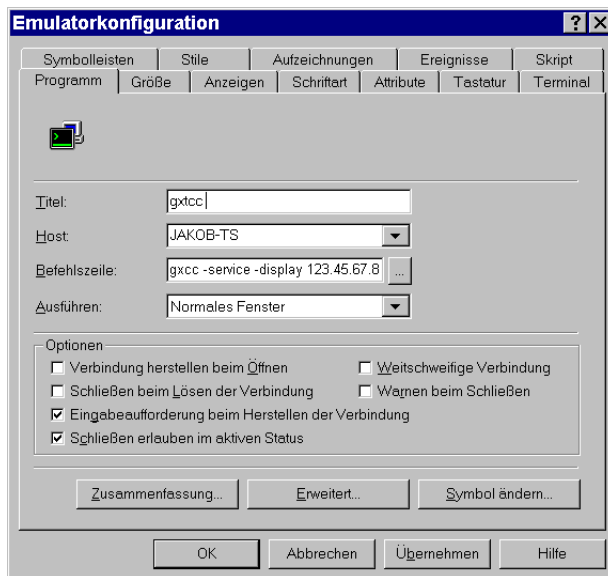 Emulatorkonfiguration
Symbolleisten Stile Aufzeichnungen Ereignisse Skript
Programm Größe Anzeigen Schriftart Attribute Tastatur Terminal
Titel: gxtcc
Host: JAKOB-TS
Befehlszeile: gxcc -service -display 123.45.67.8 ...
Ausführen: Normales Fenster
Optionen
Verbindung herstellen beim Öffnen Weitschweifige Verbindung
Schließen beim Lösen der Verbindung Warnen beim Schließen
Eingabeaufforderung beim Herstellen der Verbindung
Schließen erlauben im aktiven Status
Zusammenfassung... Erweitert... Symbol ändern...
OK Abbrechen Übernehmen Hilfe